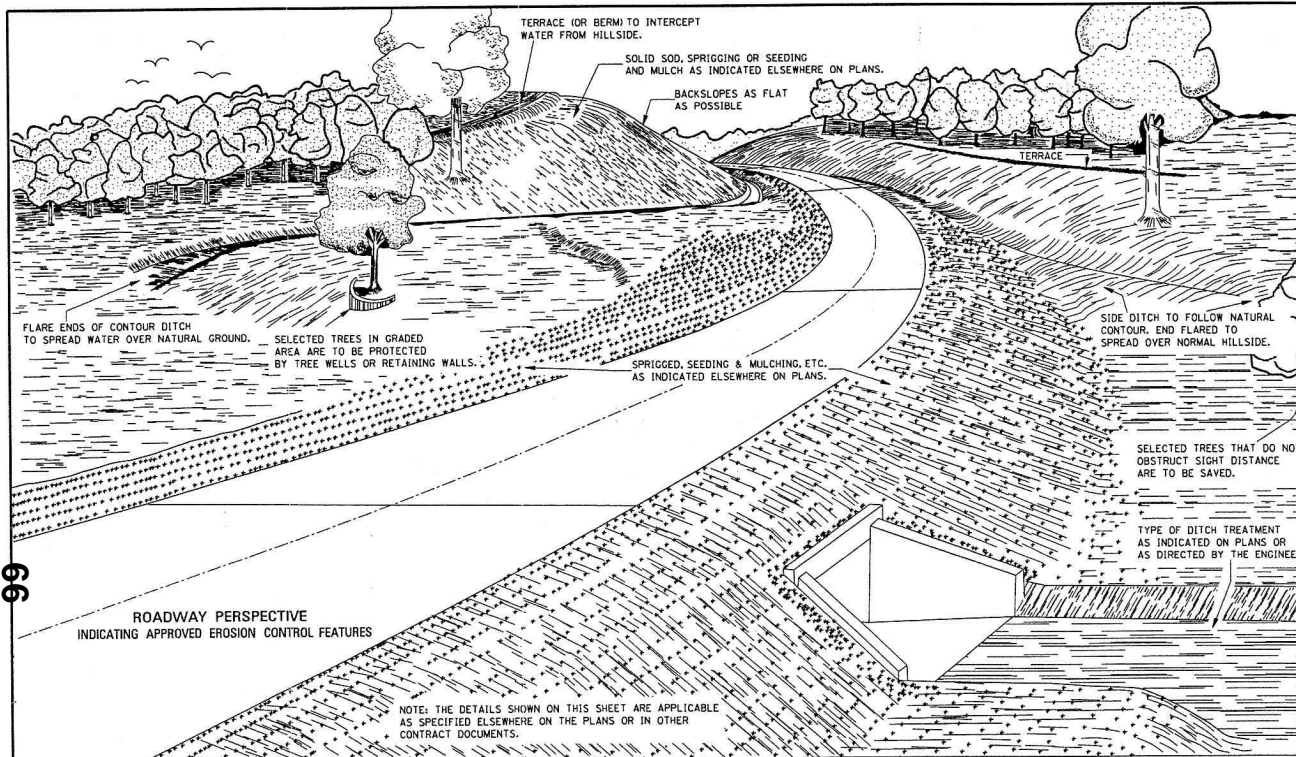 TERRACE (OR BERM) TO INTERCEPT
WATER FROM HILLSIDE.
SOLID SOD, SPRIGGING OR SEEDING
AND MULCH AS INDICATED ELSEWHERE ON PLANS.
BACKSLOPES AS FLAT
AS POSSIBLE
TERRACE
FLARE ENDS OF CONTOUR DITCH
TO SPREAD WATER OVER NATURAL GROUND.
SELECTED TREES IN GRADED
AREA ARE TO BE PROTECTED
BY TREE WELLS OR RETAINING WALLS.
SPRIGGED, SEEDING & MULCHING, ETC.
AS INDICATED ELSEWHERE ON PLANS.
SIDE DITCH TO FOLLOW NATURAL
CONTOUR. END FLARED TO
SPREAD OVER NORMAL HILLSIDE.
SELECTED TREES THAT DO NO
OBSTRUCT SIGHT DISTANCE
ARE TO BE SAVED.
TYPE OF DITCH TREATMENT
AS INDICATED ON PLANS OR
AS DIRECTED BY THE ENGINEE
99
ROADWAY PERSPECTIVE
INDICATING APPROVED EROSION CONTROL FEATURES
NOTE: THE DETAILS SHOWN ON THIS SHEET ARE APPLICABLE
AS SPECIFIED ELSEWHERE ON THE PLANS OR IN OTHER
CONTRACT DOCUMENTS.